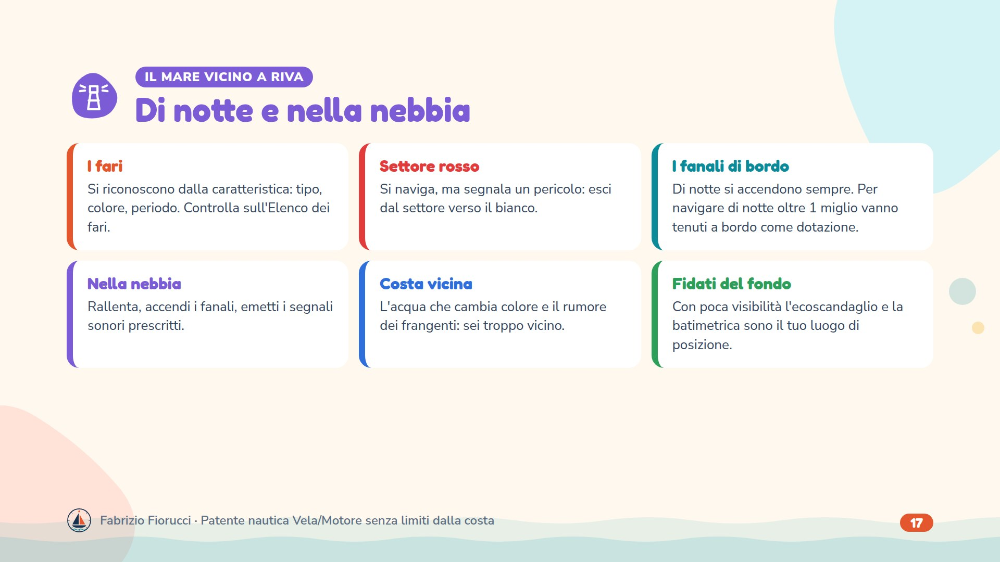 IL MARE VICINO A RIVA
Di notte e nella nebbia
I fari
Si riconoscono dalla caratteristica: tipo,
colore, periodo. Controlla sull'Elenco dei
fari.
Settore rosso
Si naviga, ma segnala un pericolo: esci
dal settore verso il bianco.
I fanali di bordo
Di notte si accendono sempre. Per
navigare di notte oltre 1 miglio vanno
tenuti a bordo come dotazione.
Nella nebbia
Rallenta, accendi i fanali, emetti i segnali
sonori prescritti.
Costa vicina
L'acqua che cambia colore e il rumore
dei frangenti: sei troppo vicino.
Fidati del fondo
Con poca visibilità l'ecoscandaglio e la
batimetrica sono il tuo luogo di
posizione.
Fabrizio Fiorucci · Patente nautica Vela/Motore senza limiti dalla costa
17